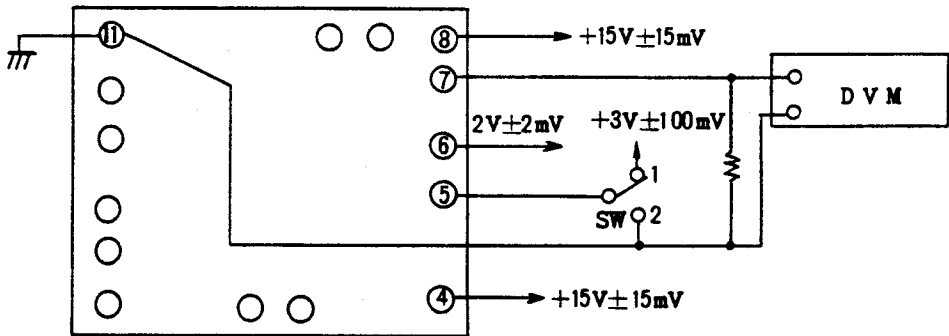 ⑪
⑧ +15V±15mV
⑦
DVM
2V±2mV +3V±100mV
⑥
1
⑤
SW 2
④ +15V±15mV